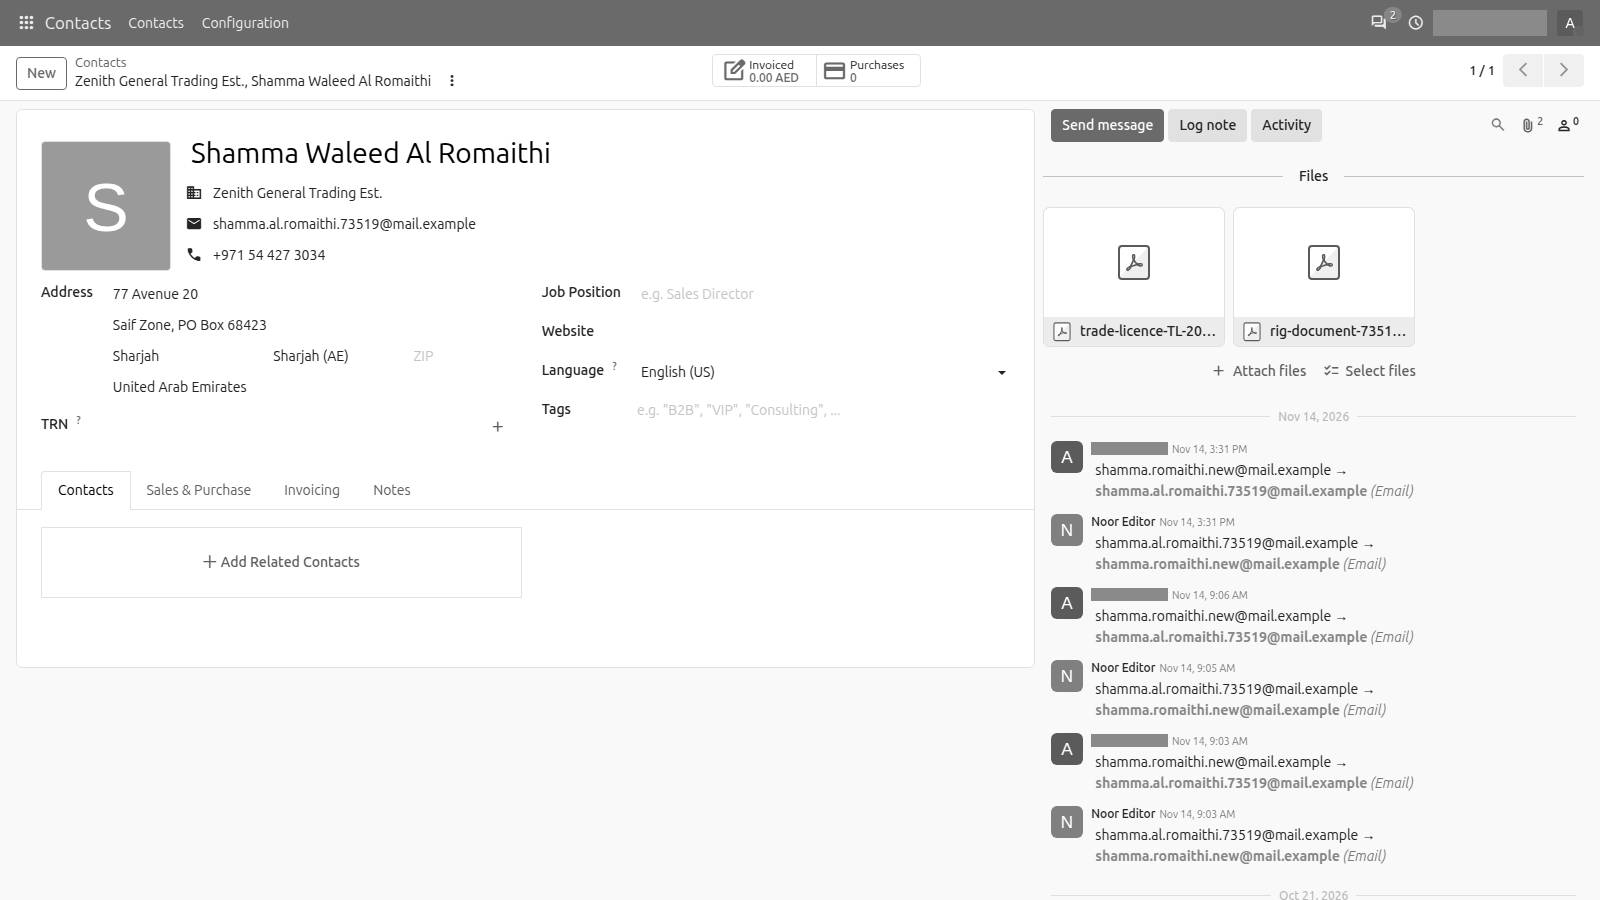 Contacts Contacts Configuration 2 A
New
Contacts
Zenith General Trading Est., Shamma Waleed Al Romaithi
Invoiced
0.00 AED
Purchases
0
1 / 1
S
Shamma Waleed Al Romaithi
Zenith General Trading Est.
shamma.al.romaithi.73519@mail.example
+971 54 427 3034
Address
77 Avenue 20
Saif Zone, PO Box 68423
Sharjah Sharjah (AE) ZIP
United Arab Emirates
TRN ?
Job Position e.g. Sales Director
Website
Language ? English (US)
Tags e.g. "B2B", "VIP", "Consulting", ...
Contacts Sales & Purchase Invoicing Notes
Add Related Contacts
Send message Log note Activity 2 0
Files
trade-licence-TL-20... rig-document-7351...
Attach files Select files
Nov 14, 2026
A Nov 14, 3:31 PM
shamma.romaithi.new@mail.example →
shamma.al.romaithi.73519@mail.example (Email)
N Noor Editor Nov 14, 3:31 PM
shamma.al.romaithi.73519@mail.example →
shamma.romaithi.new@mail.example (Email)
A Nov 14, 9:06 AM
shamma.romaithi.new@mail.example →
shamma.al.romaithi.73519@mail.example (Email)
N Noor Editor Nov 14, 9:05 AM
shamma.al.romaithi.73519@mail.example →
shamma.romaithi.new@mail.example (Email)
A Nov 14, 9:03 AM
shamma.romaithi.new@mail.example →
shamma.al.romaithi.73519@mail.example (Email)
N Noor Editor Nov 14, 9:03 AM
shamma.al.romaithi.73519@mail.example →
shamma.romaithi.new@mail.example (Email)
Oct 21, 2026